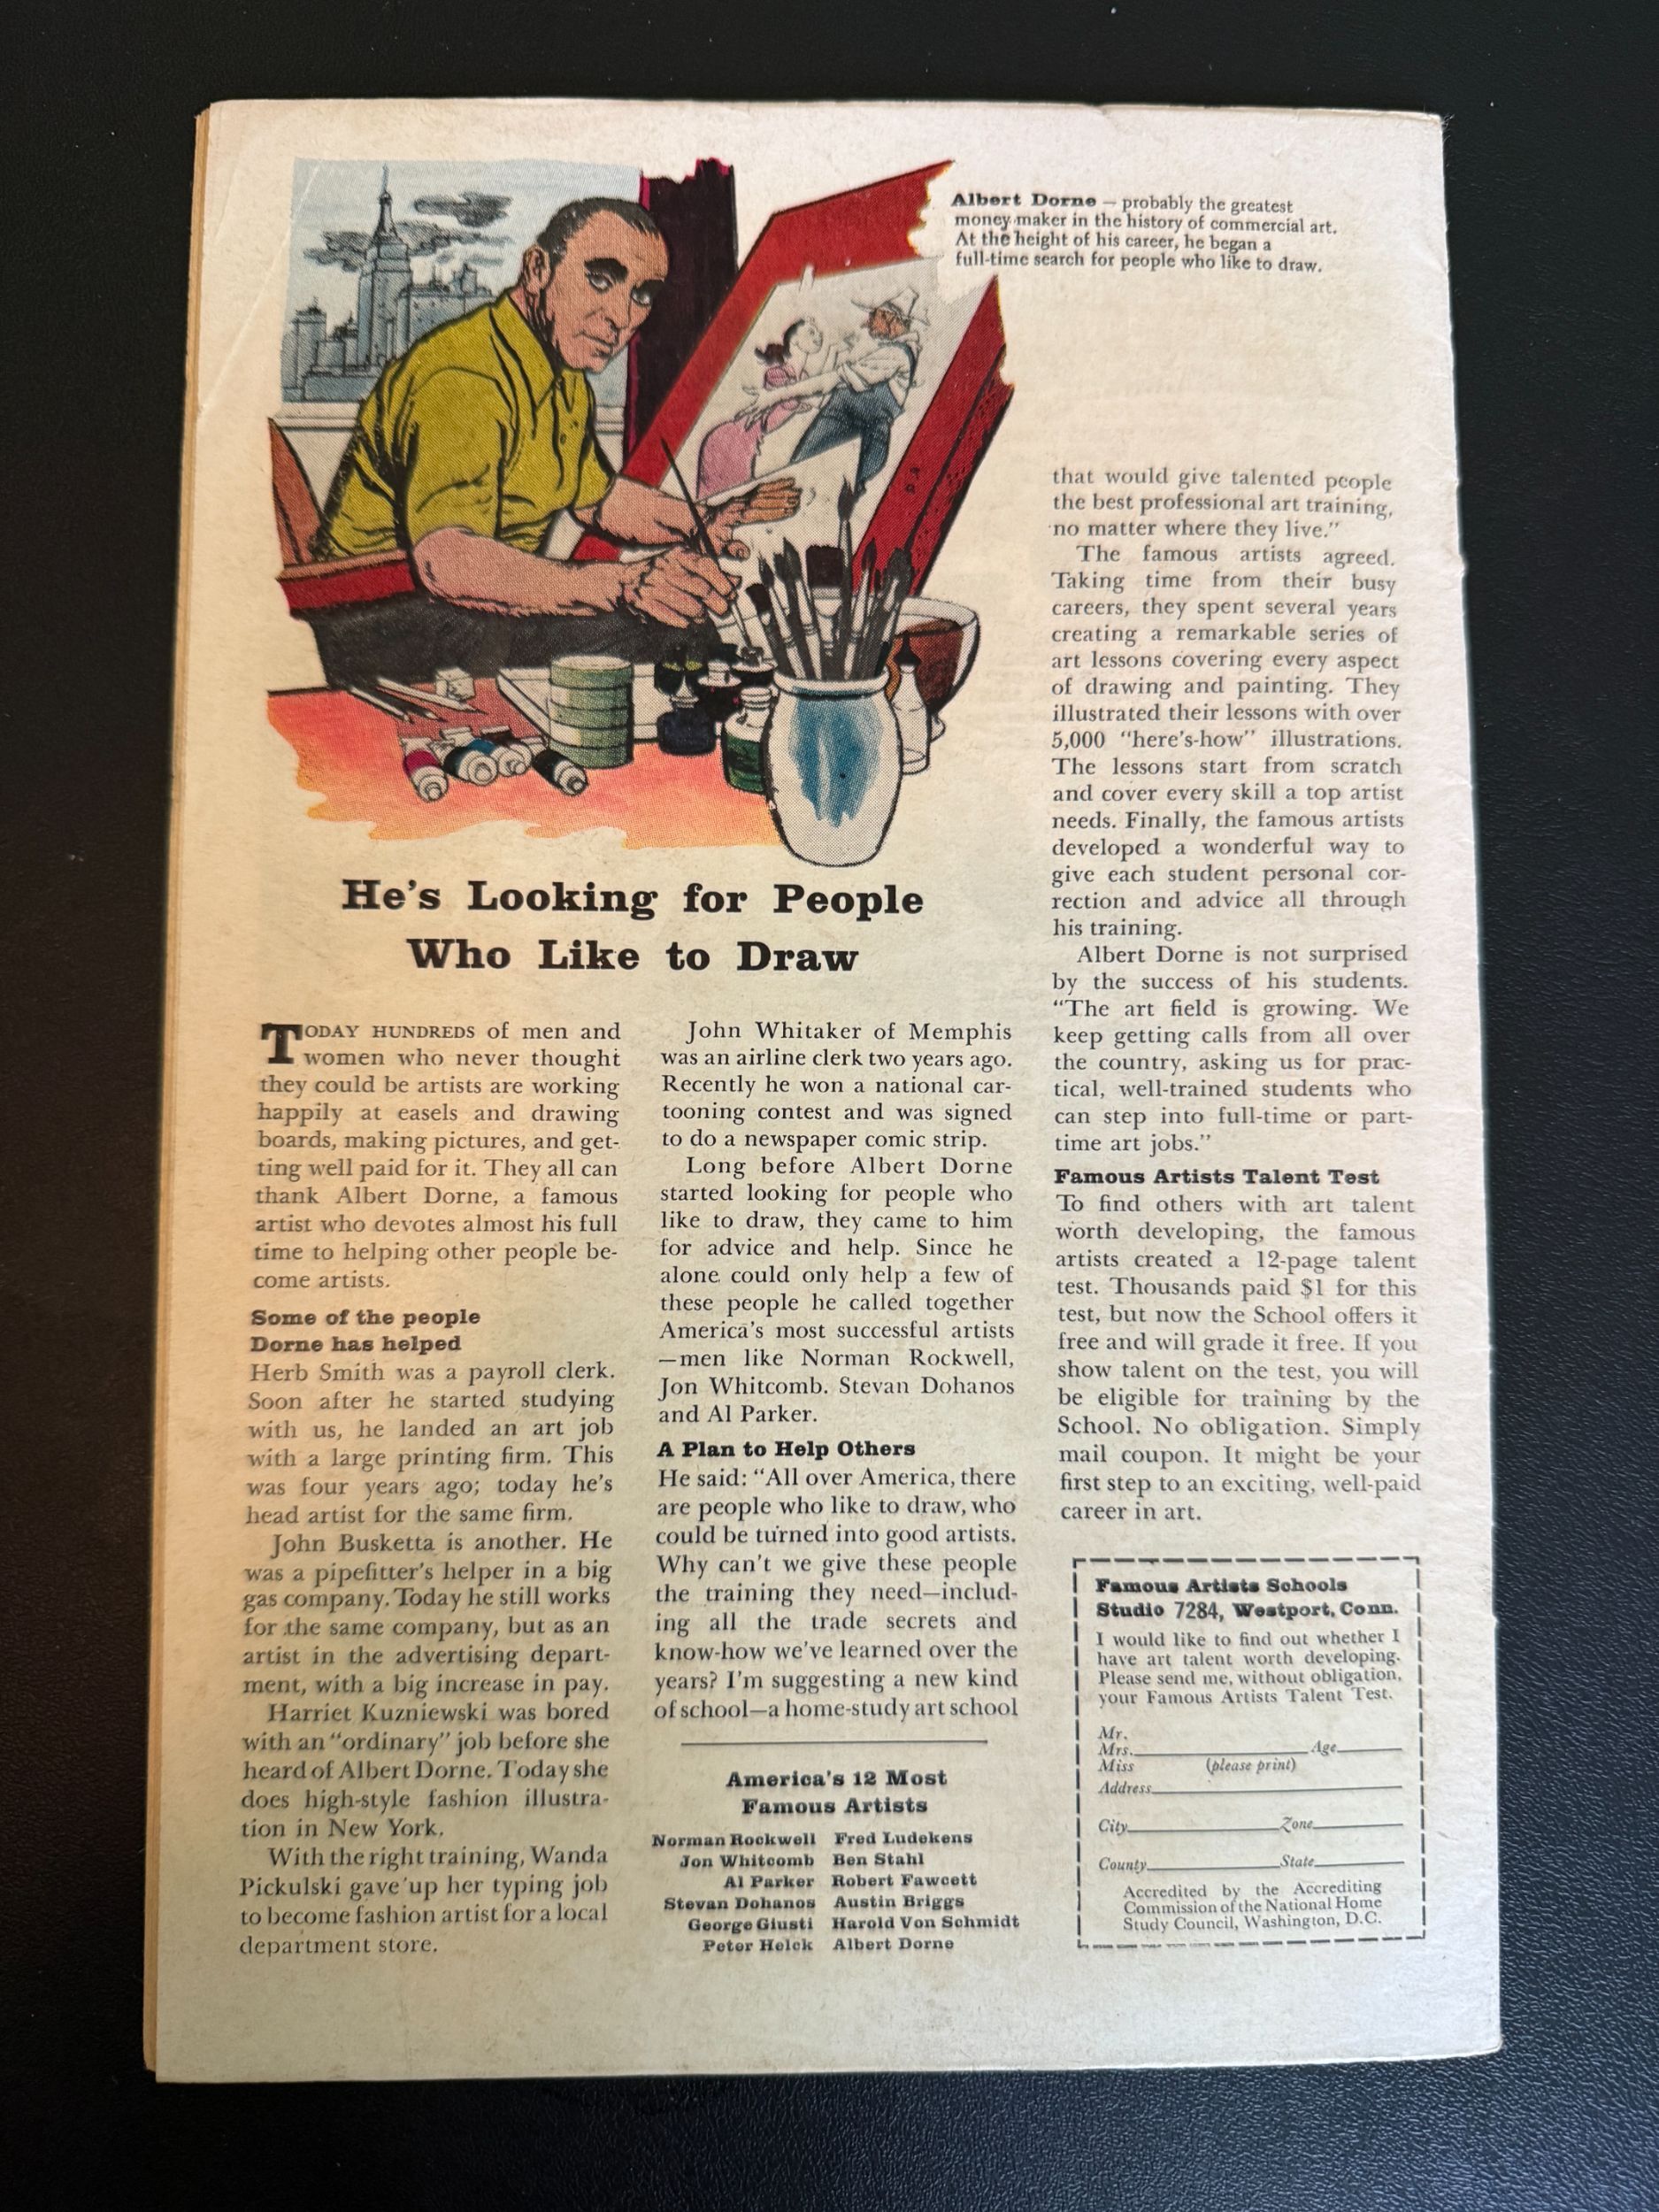 Albert Dorne — probably the greatest
money maker in the history of commercial art.
At the height of his career, he began a
full-time search for people who like to draw.
He's Looking for People
Who Like to Draw
TODAY HUNDREDS of men and
women who never thought
they could be artists are working
happily at easels and drawing
boards, making pictures, and get-
ting well paid for it. They all can
thank Albert Dorne, a famous
artist who devotes almost his full
time to helping other people be-
come artists.
Some of the people
Dorne has helped
Herb Smith was a payroll clerk.
Soon after he started studying
with us, he landed an art job
with a large printing firm. This
was four years ago; today he's
head artist for the same firm.
John Busketta is another. He
was a pipefitter's helper in a big
gas company. Today he still works
for the same company, but as an
artist in the advertising depart-
ment, with a big increase in pay.
Harriet Kuzniewski was bored
with an "ordinary" job before she
heard of Albert Dorne. Today she
does high-style fashion illustra-
tion in New York.
With the right training, Wanda
Pickulski gave up her typing job
to become fashion artist for a local
department store.
John Whitaker of Memphis
was an airline clerk two years ago.
Recently he won a national car-
tooning contest and was signed
to do a newspaper comic strip.
Long before Albert Dorne
started looking for people who
like to draw, they came to him
for advice and help. Since he
alone could only help a few of
these people he called together
America's most successful artists
—men like Norman Rockwell,
Jon Whitcomb. Stevan Dohanos
and Al Parker.
A Plan to Help Others
He said: "All over America, there
are people who like to draw, who
could be turned into good artists.
Why can't we give these people
the training they need—includ-
ing all the trade secrets and
know-how we've learned over the
years? I'm suggesting a new kind
of school—a home-study art school
America's 12 Most
Famous Artists
Norman Rockwell Fred Ludekens
Jon Whitcomb Ben Stahl
Al Parker Robert Fawcett
Stevan Dohanos Austin Briggs
George Giusti Harold Von Schmidt
Peter Helck Albert Dorne
that would give talented people
the best professional art training,
no matter where they live."
The famous artists agreed.
Taking time from their busy
careers, they spent several years
creating a remarkable series of
art lessons covering every aspect
of drawing and painting. They
illustrated their lessons with over
5,000 "here's-how" illustrations.
The lessons start from scratch
and cover every skill a top artist
needs. Finally, the famous artists
developed a wonderful way to
give each student personal cor-
rection and advice all through
his training.
Albert Dorne is not surprised
by the success of his students.
"The art field is growing. We
keep getting calls from all over
the country, asking us for prac-
tical, well-trained students who
can step into full-time or part-
time art jobs."
Famous Artists Talent Test
To find others with art talent
worth developing, the famous
artists created a 12-page talent
test. Thousands paid $1 for this
test, but now the School offers it
free and will grade it free. If you
show talent on the test, you will
be eligible for training by the
School. No obligation. Simply
mail coupon. It might be your
first step to an exciting, well-paid
career in art.
Famous Artists Schools
Studio 7284, Westport, Conn.
I would like to find out whether I
have art talent worth developing.
Please send me, without obligation,
your Famous Artists Talent Test.
Mr.
Mrs. Age
Miss (please print)
Address
City Zone
County State
Accredited by the Accrediting
Commission of the National Home
Study Council, Washington, D.C.